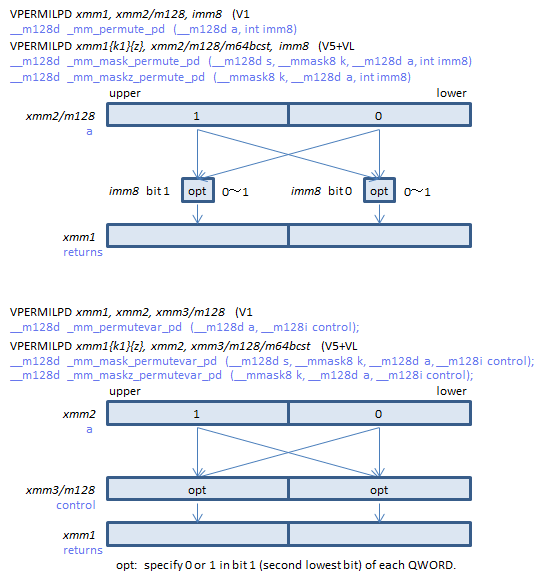 VPERMILPD xmm1, xmm2/m128, imm8 (V1
__m128d _mm_permute_pd (__m128d a, int imm8)
VPERMILPD xmm1{k1}{z}, xmm2/m128/m64bcst, imm8 (V5+VL
__m128d _mm_mask_permute_pd (__m128d s, __mmask8 k, __m128d a, int imm8)
__m128d _mm_maskz_permute_pd (__mmask8 k, __m128d a, int imm8)
upper lower
xmm2/m128 1 0
a
imm8 bit 1 opt 0～1 imm8 bit 0 opt 0～1
xmm1
returns
VPERMILPD xmm1, xmm2, xmm3/m128 (V1
__m128d _mm_permutevar_pd (__m128d a, __m128i control);
VPERMILPD xmm1{k1}{z}, xmm2, xmm3/m128/m64bcst (V5+VL
__m128d _mm_mask_permutevar_pd (__m128d s, __mmask8 k, __m128d a, __m128i control);
__m128d _mm_maskz_permutevar_pd (__mmask8 k, __m128d a, __m128i control);
upper lower
xmm2 1 0
a
xmm3/m128 opt opt
control
xmm1
returns
opt: specify 0 or 1 in bit 1 (second lowest bit) of each QWORD.